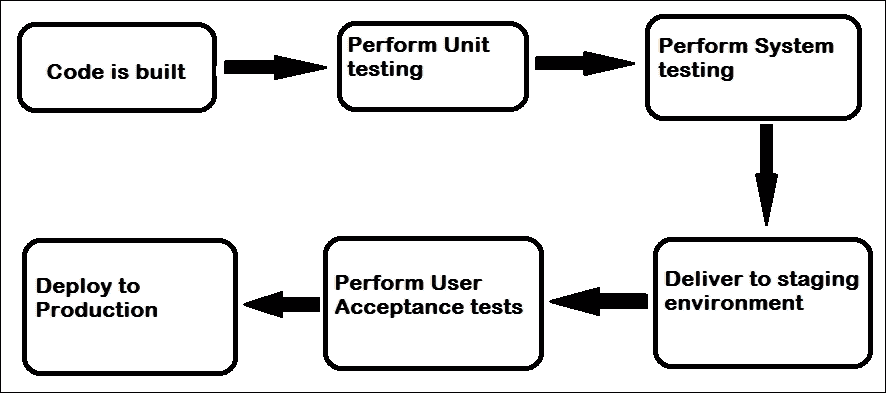 Code is built
Perform Unit
testing
Perform System
testing
Deliver to staging
environment
Perform User
Acceptance tests
Deploy to
Production